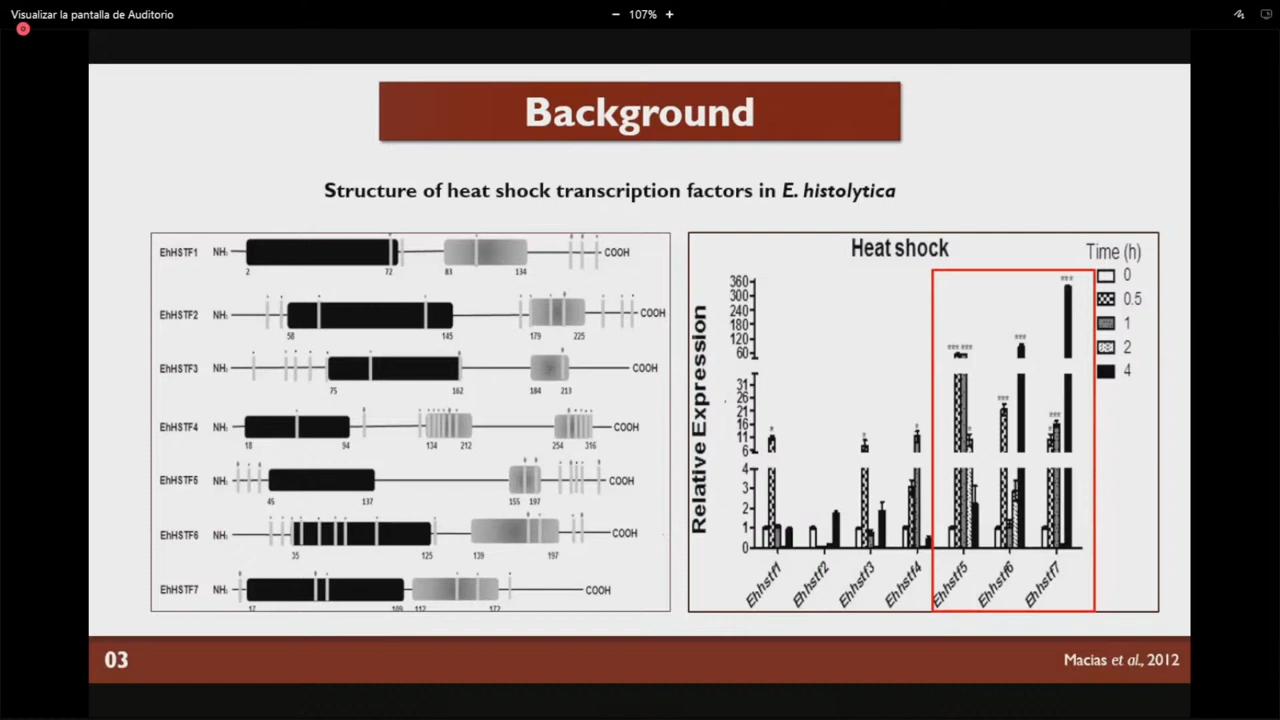 Visualizar la pantalla de Auditorio
107%
Background
Structure of heat shock transcription factors in E. histolytica
EhHSTF1 NH₂ COOH
2 72 83 134
EhHSTF2 NH₂ COOH
58 145 179 225
EhHSTF3 NH₂ COOH
75 162 184 213
EhHSTF4 NH₂ COOH
18 94 134 212 254 316
EhHSTF5 NH₂ COOH
45 137 155 197
EhHSTF6 NH₂ COOH
35 125 139 197
EhHSTF7 NH₂ COOH
17 109 112 172
Heat shock
Time (h)
0
0.5
1
2
4
Relative Expression
360
300
240
180
120
60
31
26
21
16
11
6
4
3
2
1
0
*** *** *** ***
* * * * *** ***
Ehhstf1 Ehhstf2 Ehhstf3 Ehhstf4 Ehhstf5 Ehhstf6 Ehhstf7
03
Macias et al., 2012